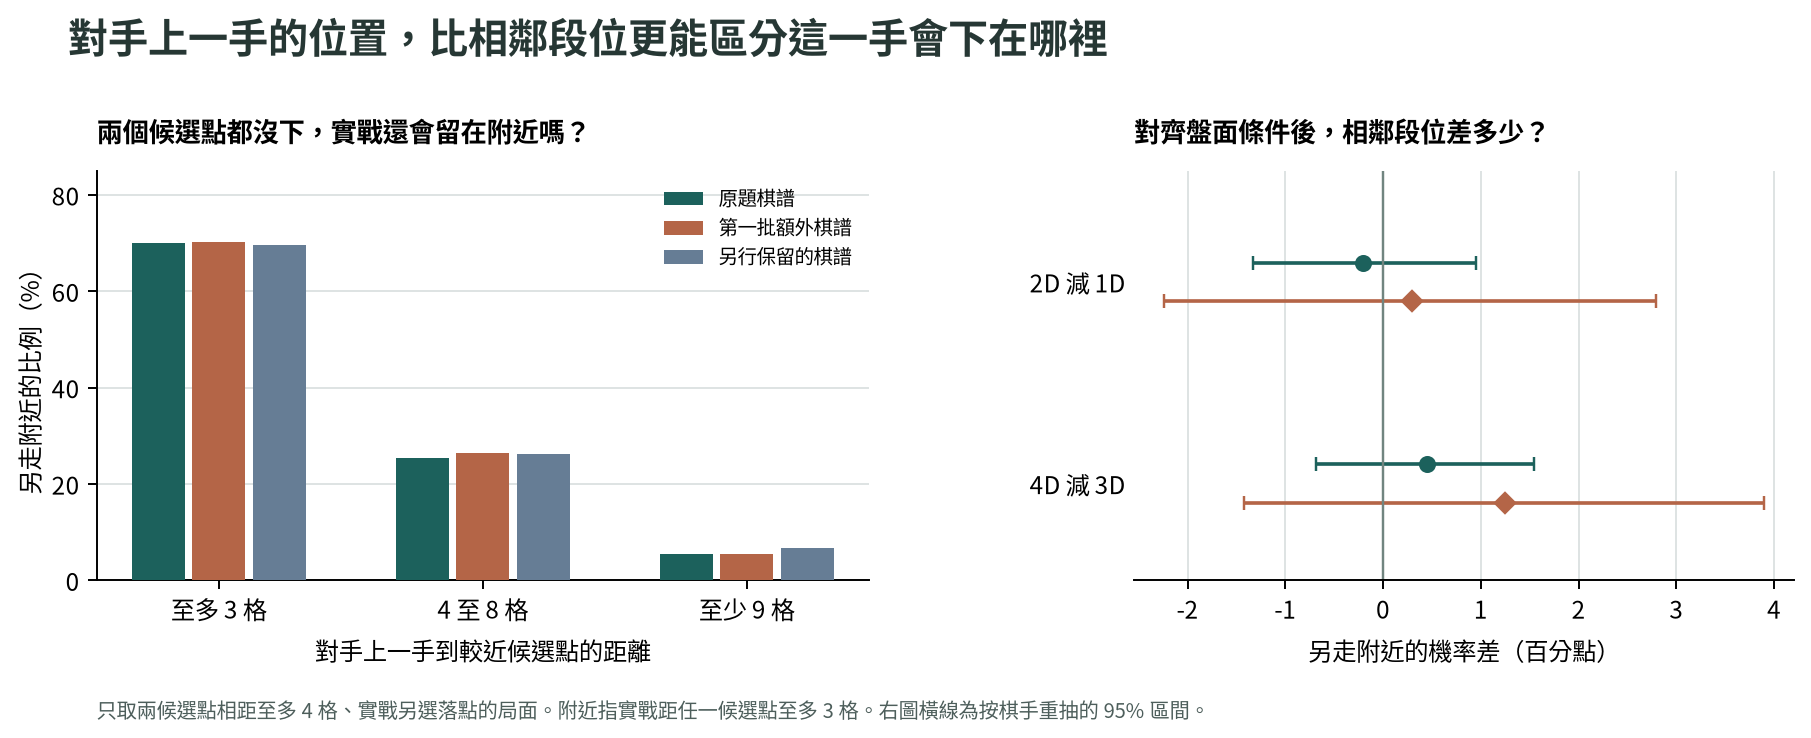 對手上一手的位置，比相鄰段位更能區分這一手會下在哪裡
兩個候選點都沒下，實戰還會留在附近嗎？
另走附近的比例（%）
80
60
40
20
0
原題棋譜
第一批額外棋譜
另行保留的棋譜
至多 3 格
4 至 8 格
至少 9 格
對手上一手到較近候選點的距離
對齊盤面條件後，相鄰段位差多少？
2D 減 1D
4D 減 3D
-2
-1
0
1
2
3
4
另走附近的機率差（百分點）
只取兩候選點相距至多 4 格、實戰另選落點的局面。附近指實戰距任一候選點至多 3 格。右圖橫線為按棋手重抽的 95% 區間。